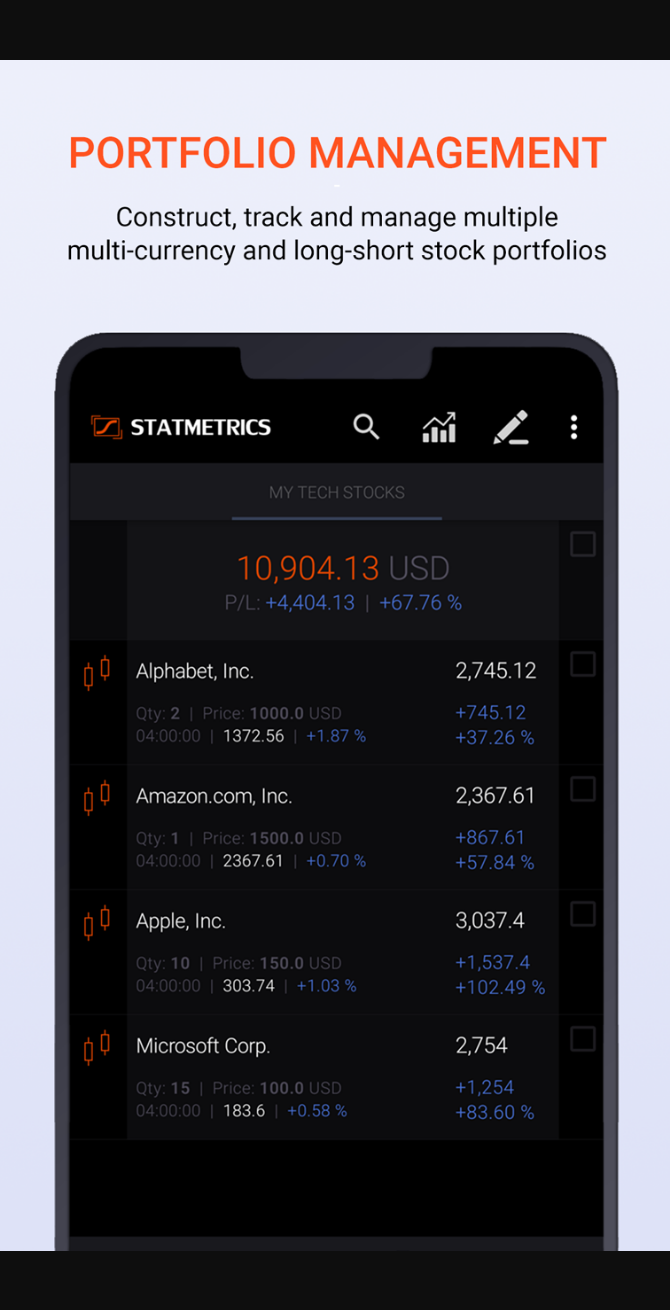 PORTFOLIO MANAGEMENT
Construct, track and manage multiple
multi-currency and long-short stock portfolios
STATMETRICS
MY TECH STOCKS
10,904.13 USD
P/L: +4,404.13 | +67.76 %
Alphabet, Inc. 2,745.12
Qty: 2 | Price: 1000.0 USD +745.12
04:00:00 | 1372.56 | +1.87 % +37.26 %
Amazon.com, Inc. 2,367.61
Qty: 1 | Price: 1500.0 USD +867.61
04:00:00 | 2367.61 | +0.70 % +57.84 %
Apple, Inc. 3,037.4
Qty: 10 | Price: 150.0 USD +1,537.4
04:00:00 | 303.74 | +1.03 % +102.49 %
Microsoft Corp. 2,754
Qty: 15 | Price: 100.0 USD +1,254
04:00:00 | 183.6 | +0.58 % +83.60 %